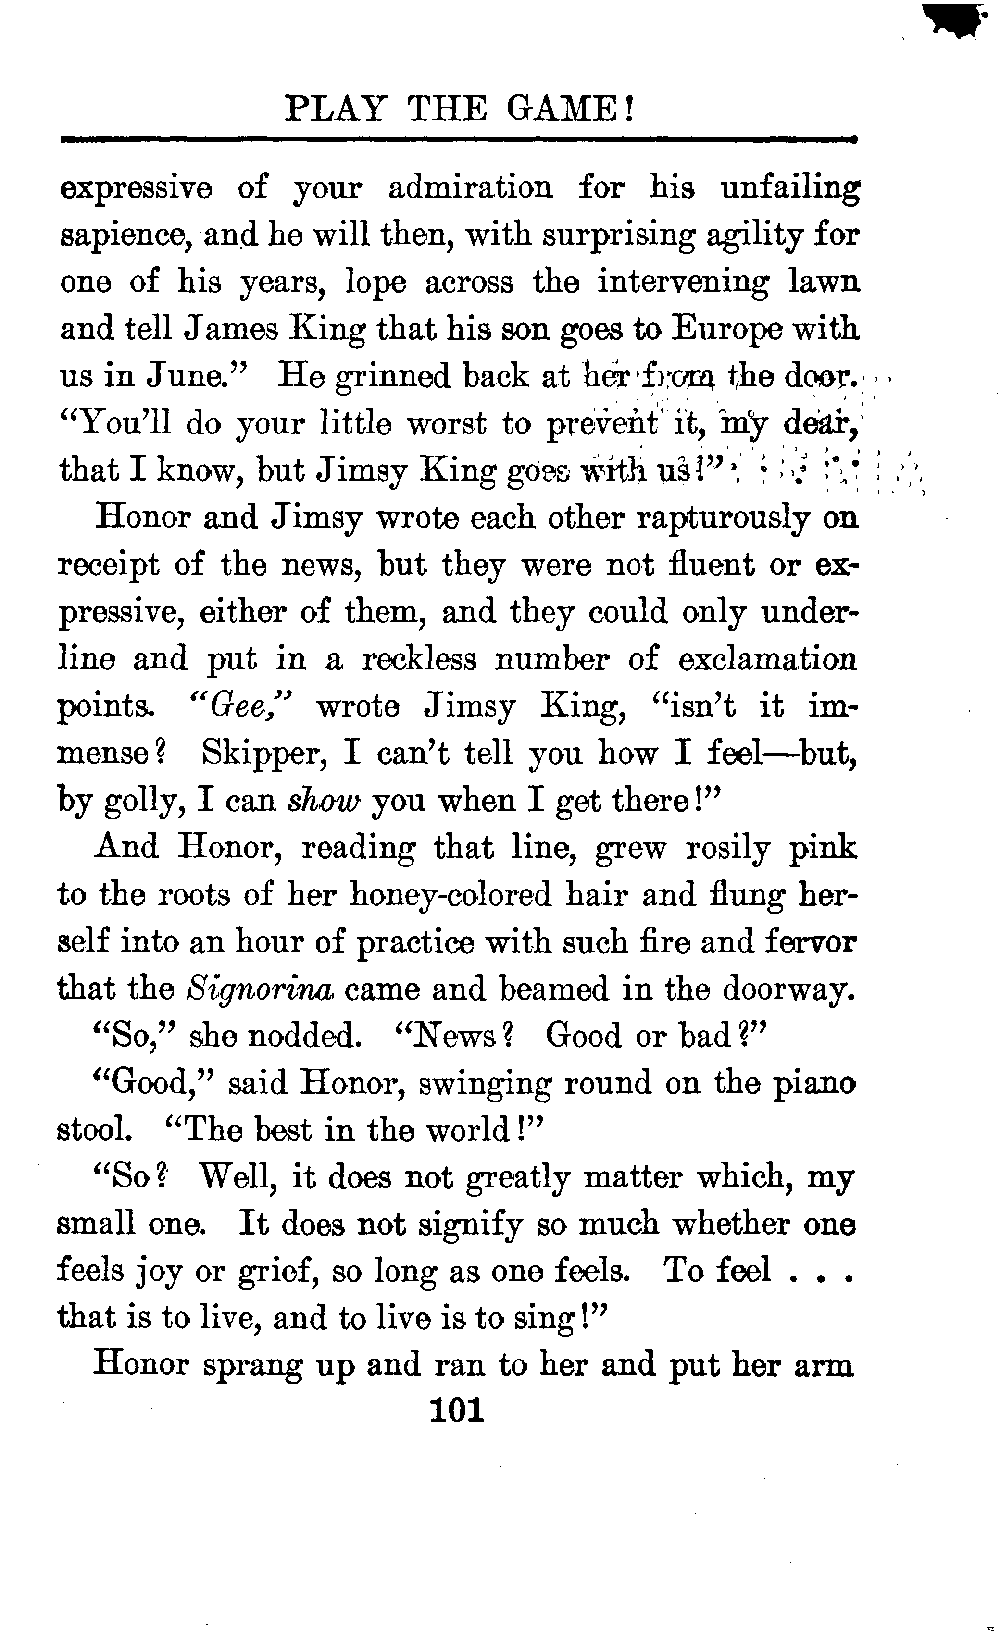 PLAY THE GAME!
expressive of your admiration for his unfailing
sapience, and he will then, with surprising agility for
one of his years, lope across the intervening lawn
and tell James King that his son goes to Europe with
us in June.” He grinned back at her from the door.
“You’ll do your little worst to prevent it, my dear,
that I know, but Jimsy King goes with us!”
Honor and Jimsy wrote each other rapturously on
receipt of the news, but they were not fluent or ex-
pressive, either of them, and they could only under-
line and put in a reckless number of exclamation
points. “Gee,” wrote Jimsy King, “isn’t it im-
mense? Skipper, I can’t tell you how I feel—but,
by golly, I can show you when I get there!”
And Honor, reading that line, grew rosily pink
to the roots of her honey-colored hair and flung her-
self into an hour of practice with such fire and fervor
that the Signorina came and beamed in the doorway.
“So,” she nodded. “News? Good or bad?”
“Good,” said Honor, swinging round on the piano
stool. “The best in the world!”
“So? Well, it does not greatly matter which, my
small one. It does not signify so much whether one
feels joy or grief, so long as one feels. To feel . . .
that is to live, and to live is to sing!”
Honor sprang up and ran to her and put her arm
101